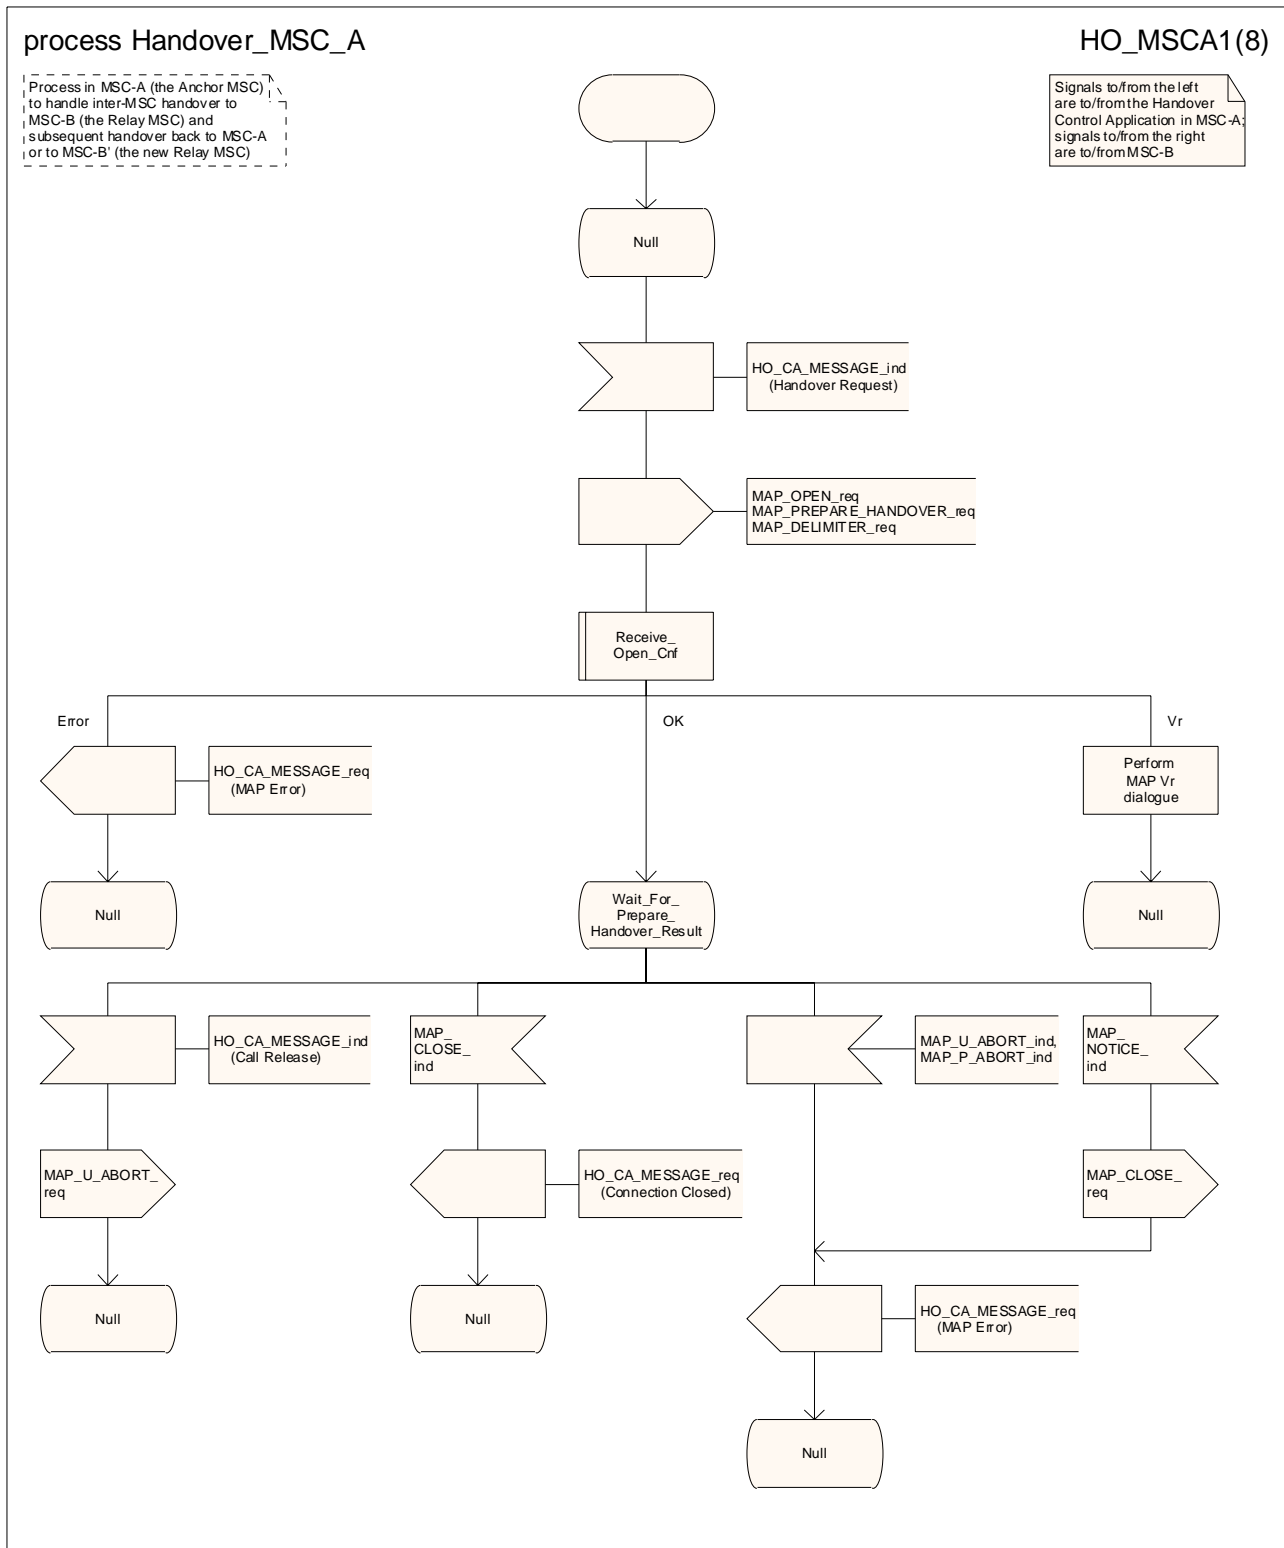 process Handover_MSC_A
HO_MSCA1(8)
Process in MSC-A (the Anchor MSC)
to handle inter-MSC handover to
MSC-B (the Relay MSC) and
subsequent handover back to MSC-A
or to MSC-B' (the new Relay MSC)
Signals to/from the left
are to/from the Handover
Control Application in MSC-A;
signals to/from the right
are to/from MSC-B
Null
HO_CA_MESSAGE_ind
(Handover Request)
MAP_OPEN_req
MAP_PREPARE_HANDOVER_req
MAP_DELIMITER_req
Receive_
Open_Cnf
Error
OK
Vr
HO_CA_MESSAGE_req
(MAP Error)
Perform
MAP Vr
dialogue
Null
Wait_For_
Prepare_
Handover_Result
Null
HO_CA_MESSAGE_ind
(Call Release)
MAP_
CLOSE_
ind
MAP_U_ABORT_ind,
MAP_P_ABORT_ind
MAP_
NOTICE_
ind
MAP_U_ABORT_
req
HO_CA_MESSAGE_req
(Connection Closed)
MAP_CLOSE_
req
Null
Null
HO_CA_MESSAGE_req
(MAP Error)
Null